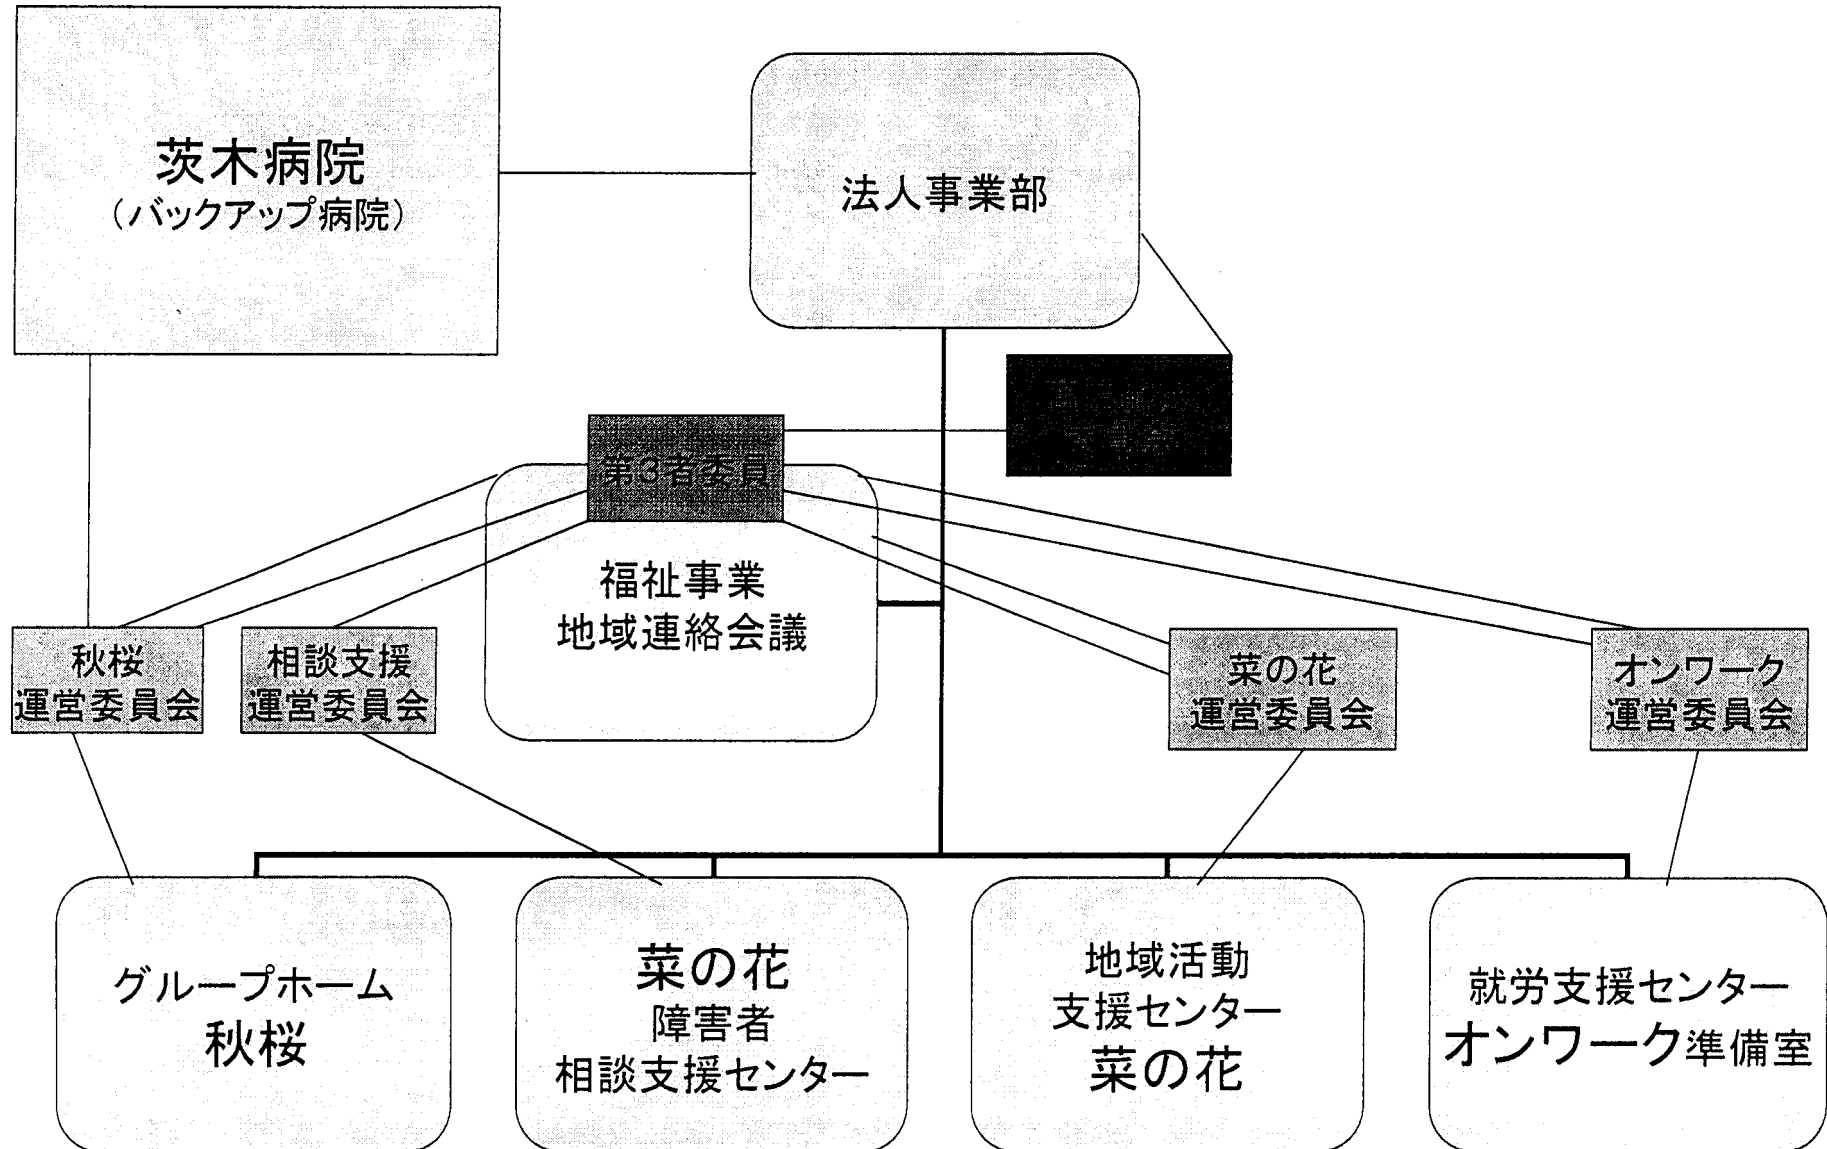 茨木病院
（バックアップ病院）
法人事業部
第3者委員
福祉事業
地域連絡会議
秋桜
運営委員会
相談支援
運営委員会
菜の花
運営委員会
オンワーク
運営委員会
グループホーム
秋桜
菜の花
障害者
相談支援センター
地域活動
支援センター
菜の花
就労支援センター
オンワーク準備室